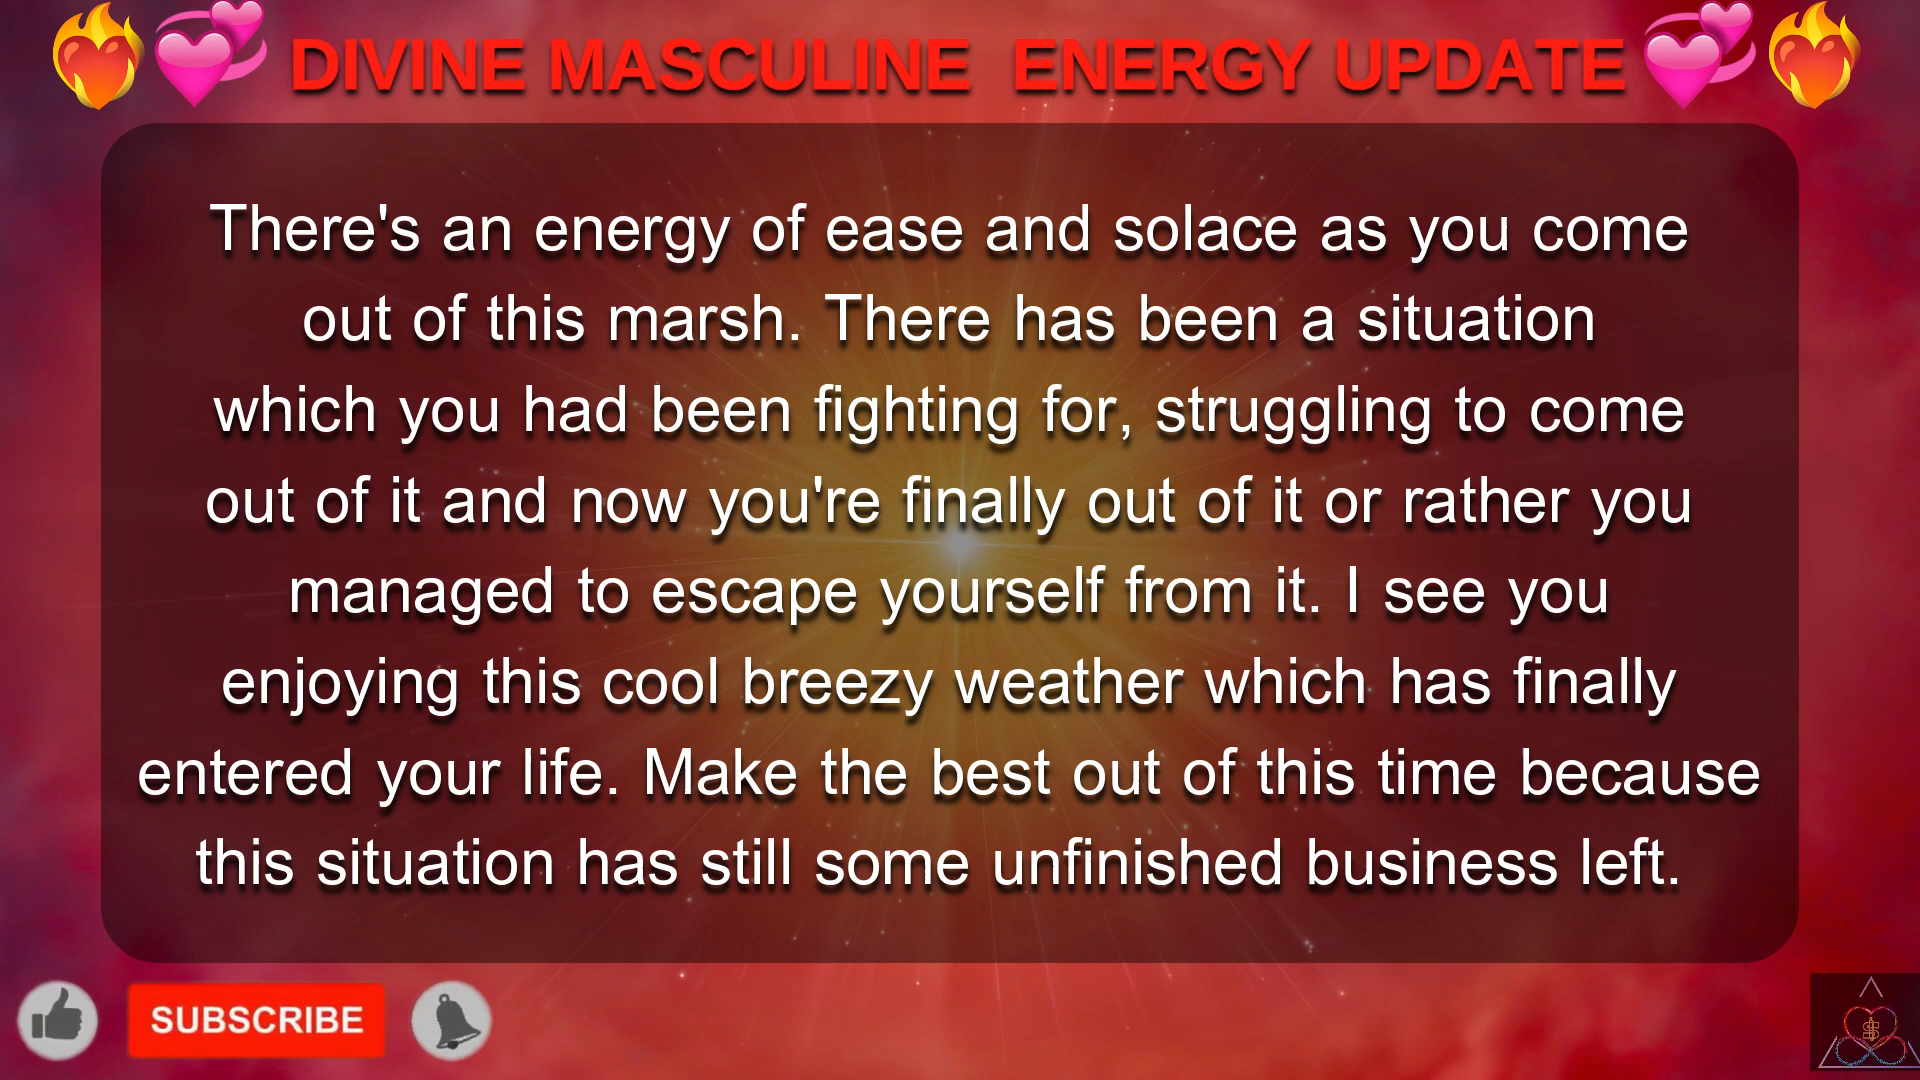 DIVINE MASCULINE ENERGY UPDATE
There's an energy of ease and solace as you come
out of this marsh. There has been a situation
which you had been fighting for, struggling to come
out of it and now you're finally out of it or rather you
managed to escape yourself from it. I see you
enjoying this cool breezy weather which has finally
entered your life. Make the best out of this time because
this situation has still some unfinished business left.
SUBSCRIBE